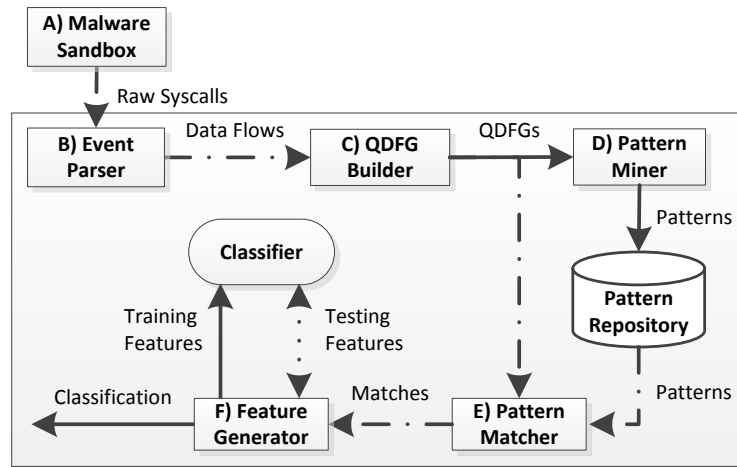 A) Malware
Sandbox
Raw Syscalls
B) Event
Parser
Data Flows
C) QDFG
Builder
QDFGs
D) Pattern
Miner
Patterns
Classifier
Pattern
Repository
Training
Features
Testing
Features
Classification
F) Feature
Generator
Matches
E) Pattern
Matcher
Patterns